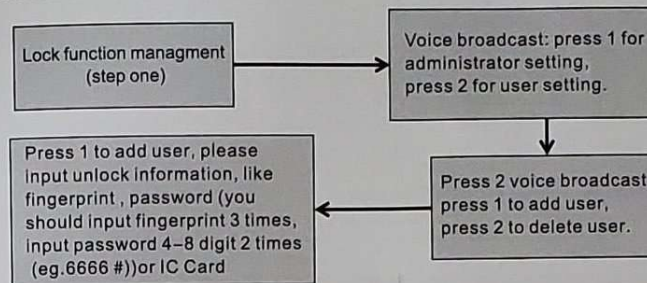 Lock function managment
(step one)
Voice broadcast: press 1 for
administrator setting,
press 2 for user setting.
Press 2 voice broadcast
press 1 to add user,
press 2 to delete user.
Press 1 to add user, please
input unlock information, like
fingerprint , password (you
should input fingerprint 3 times,
input password 4–8 digit 2 times
(eg.6666 #))or IC Card